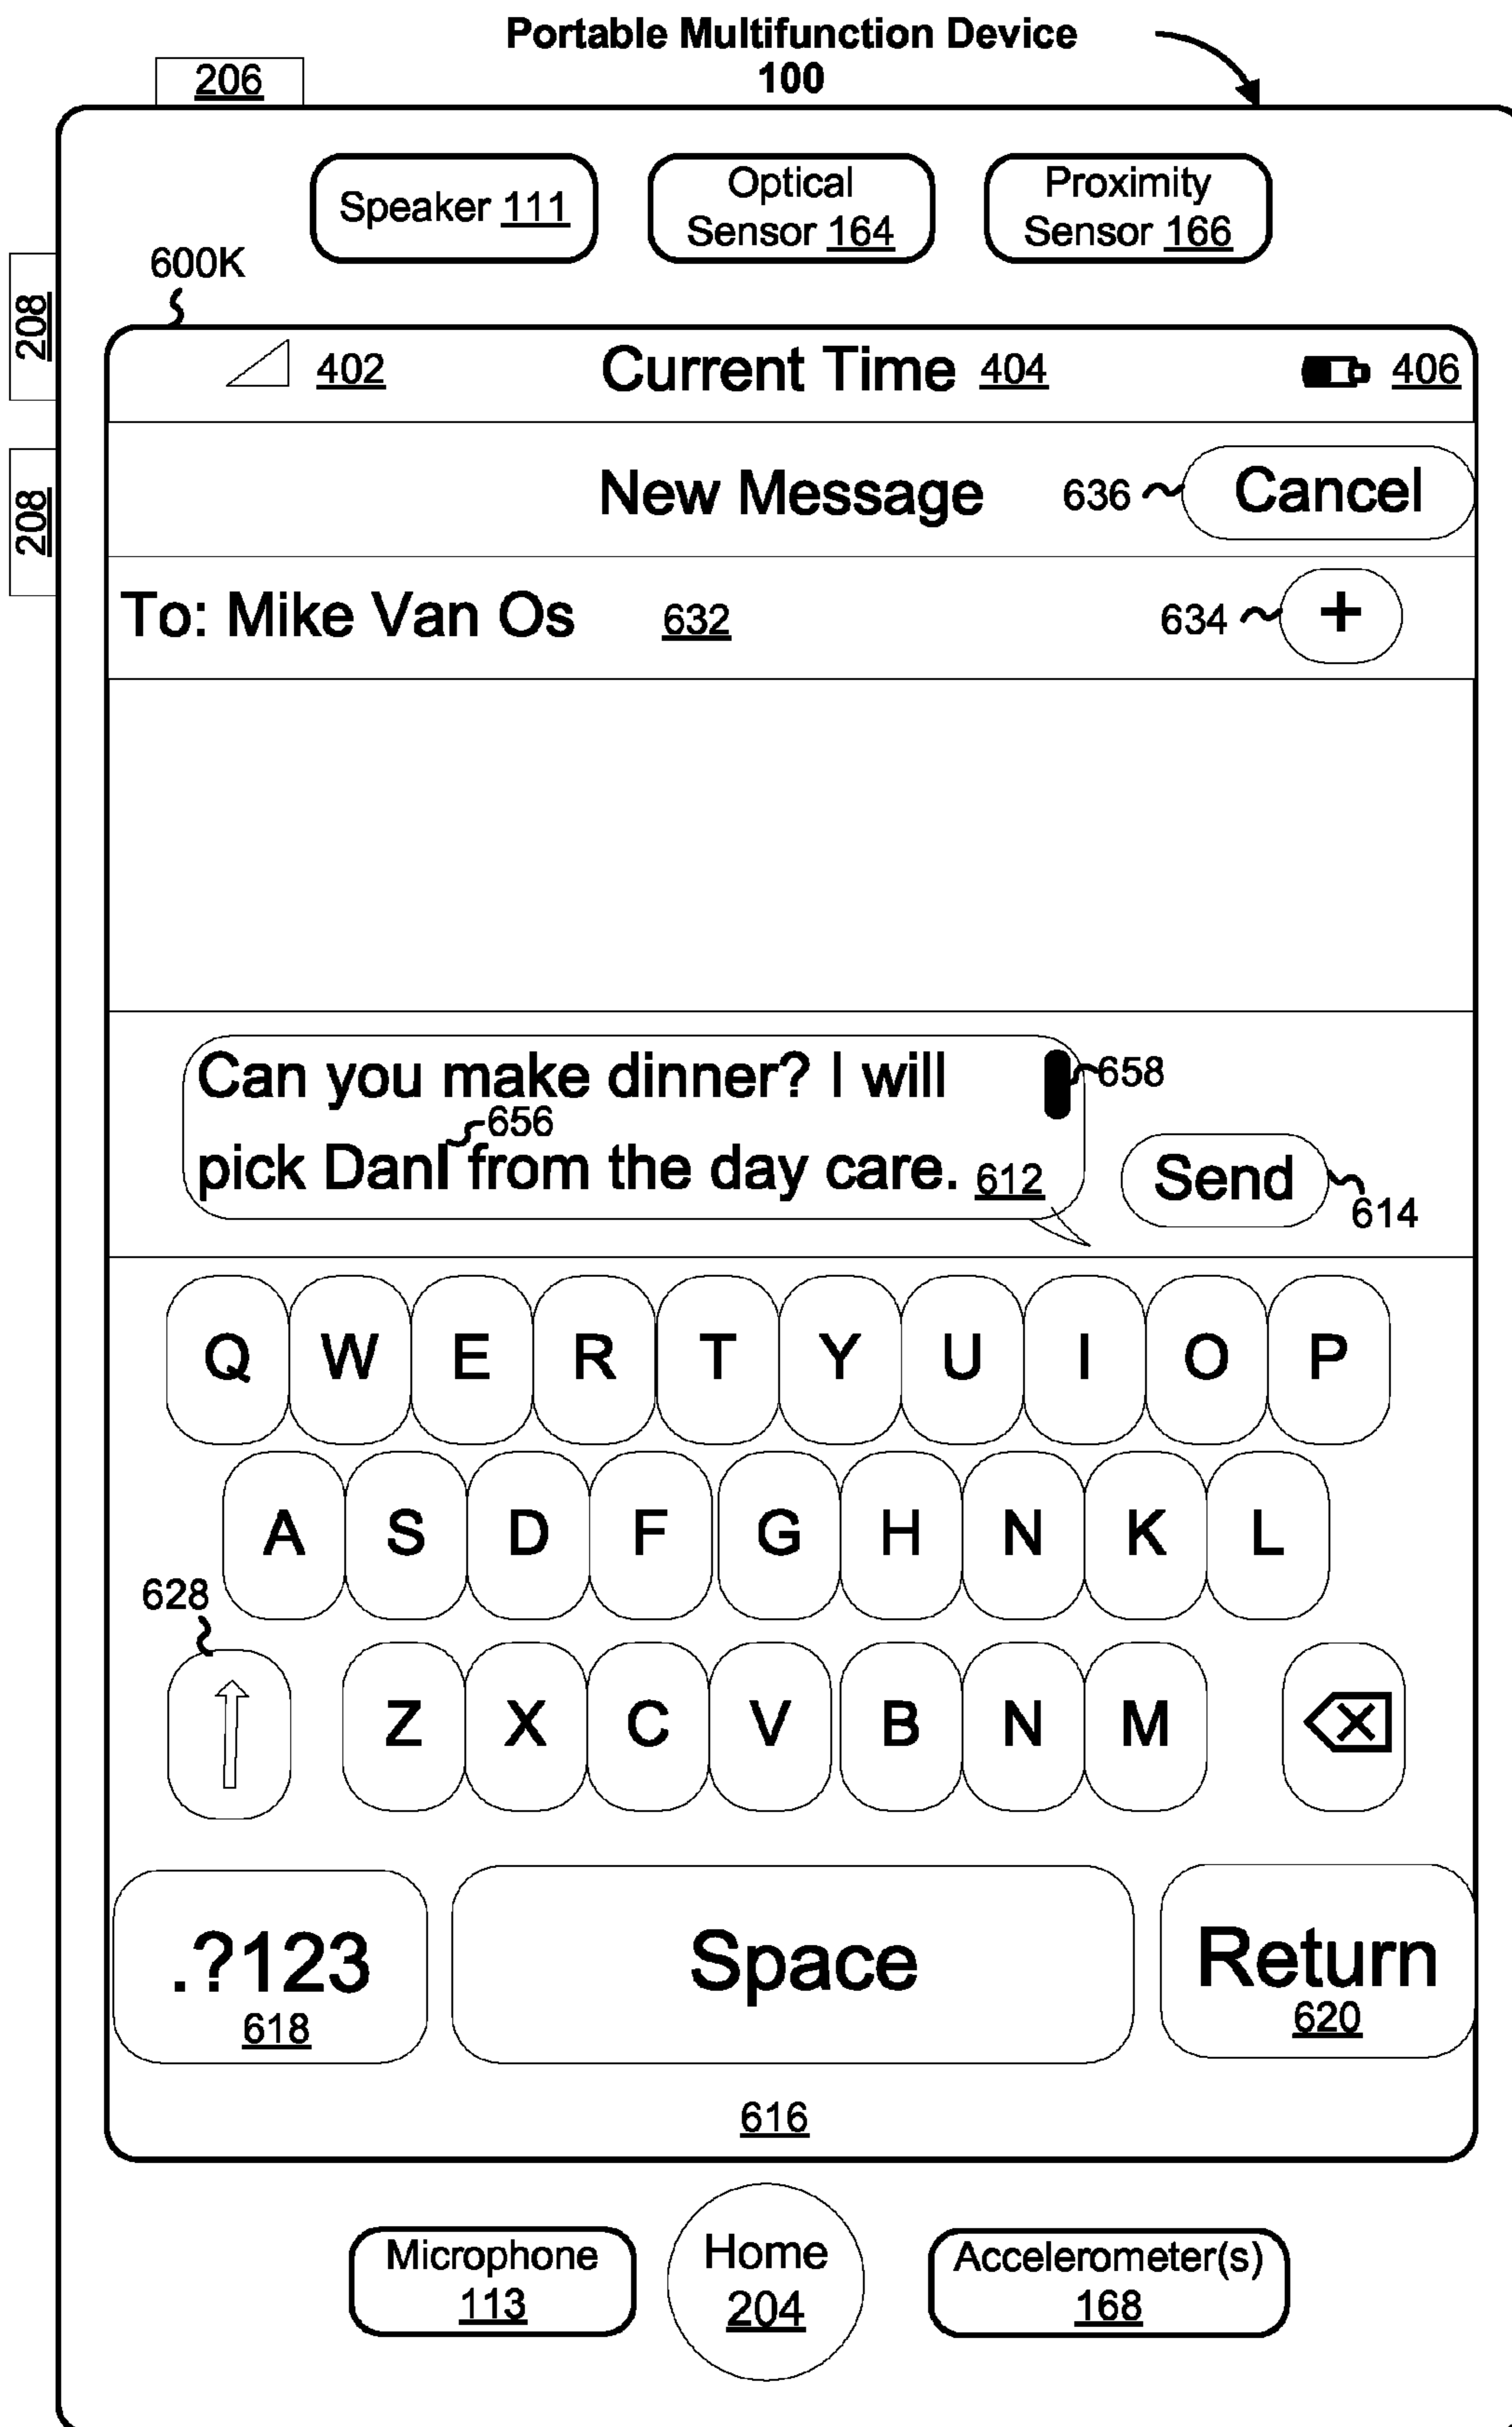 Portable Multifunction Device
100
206
Speaker 111
Optical
Sensor 164
Proximity
Sensor 166
600K
208
208
402 Current Time 404 406
New Message 636 Cancel
To: Mike Van Os 632 634 +
Can you make dinner? I will 658
656
pick Danl from the day care. 612
Send
614
Q W E R T Y U I O P
A S D F G H N K L
628
Z X C V B N M
.?123
618
Space
Return
620
616
Microphone
113
Home
204
Accelerometer(s)
168